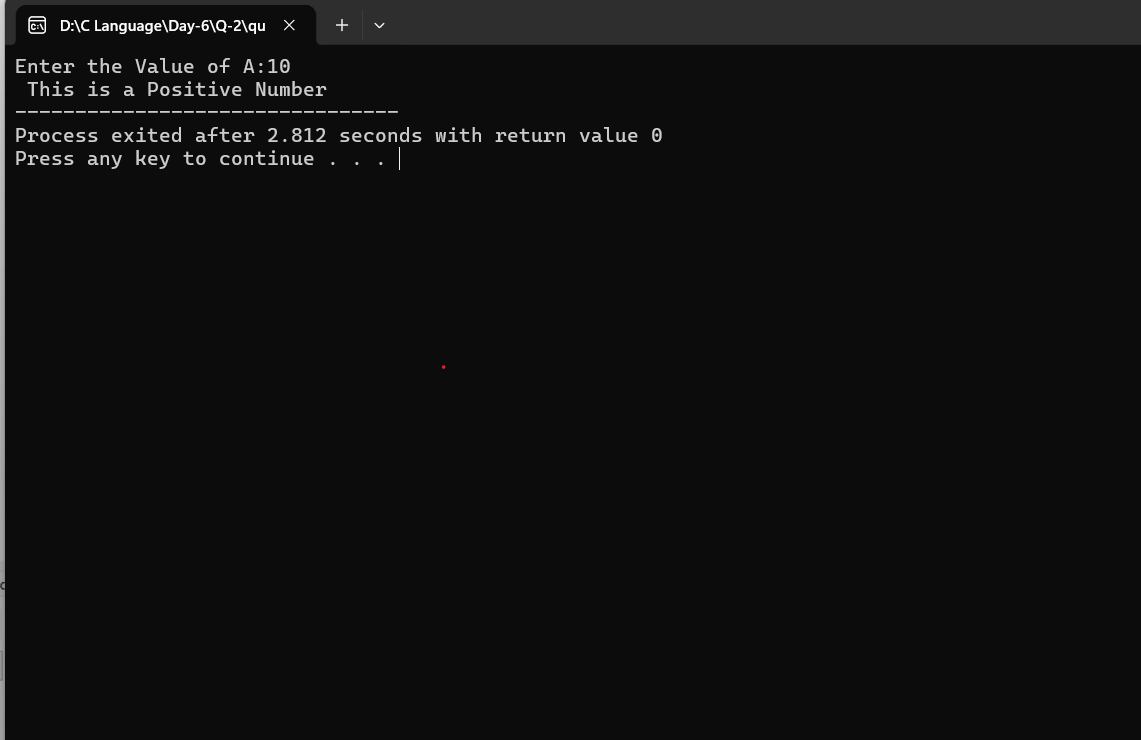 D:\C Language\Day-6\Q-2\qu
Enter the Value of A:10
 This is a Positive Number
--------------------------------
Process exited after 2.812 seconds with return value 0
Press any key to continue . . .